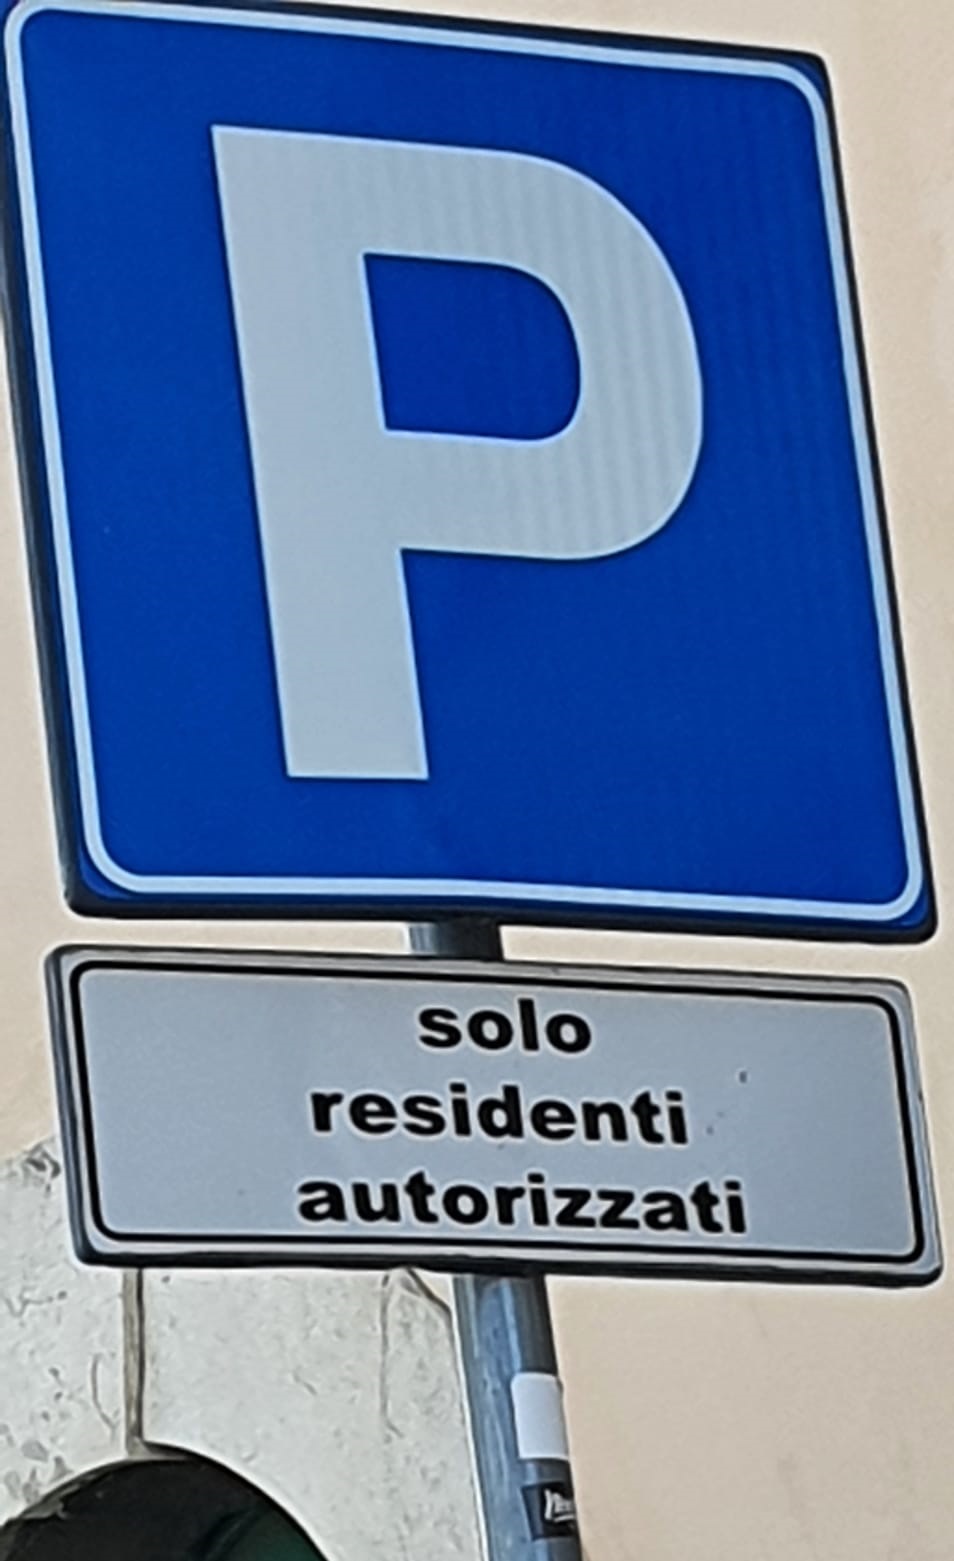 P
solo
residenti
autorizzati